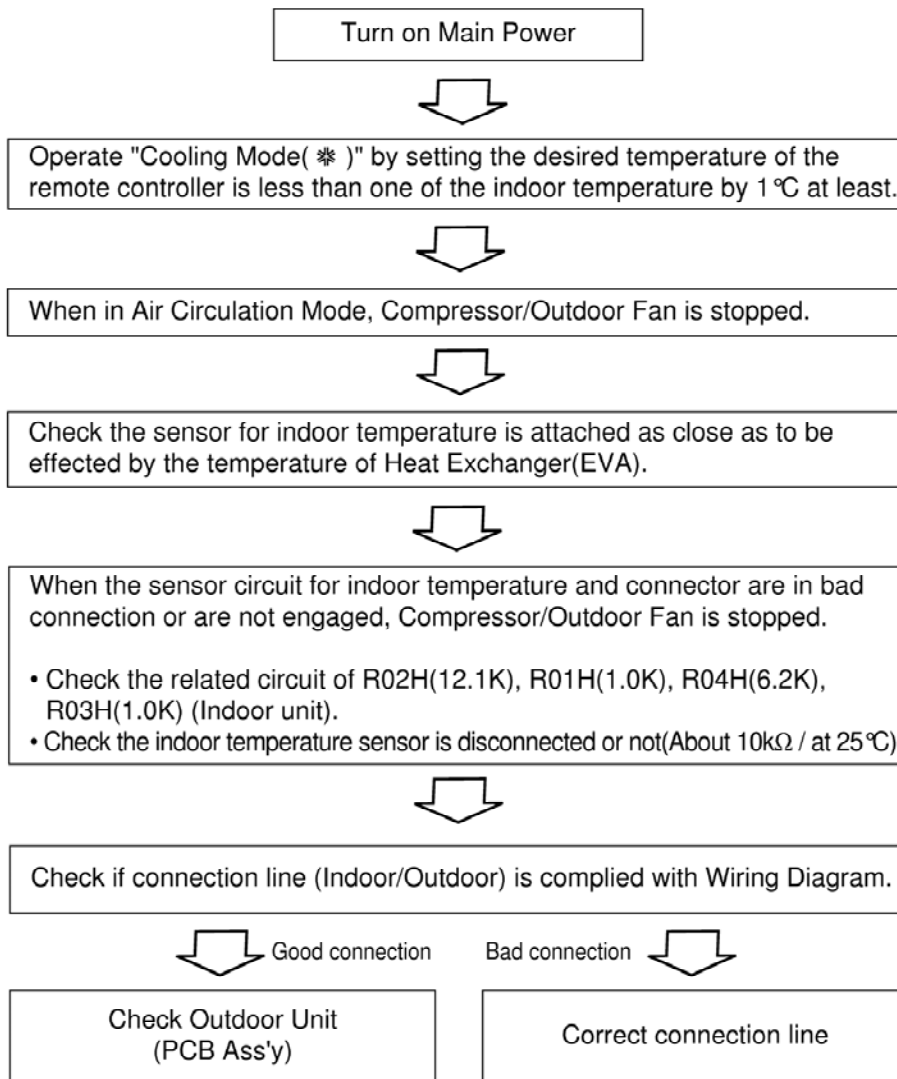 Turn on Main Power
Operate "Cooling Mode( ❄ )" by setting the desired temperature of the
remote controller is less than one of the indoor temperature by 1°C at least.
When in Air Circulation Mode, Compressor/Outdoor Fan is stopped.
Check the sensor for indoor temperature is attached as close as to be
effected by the temperature of Heat Exchanger(EVA).
When the sensor circuit for indoor temperature and connector are in bad
connection or are not engaged, Compressor/Outdoor Fan is stopped.
• Check the related circuit of R02H(12.1K), R01H(1.0K), R04H(6.2K),
R03H(1.0K) (Indoor unit).
• Check the indoor temperature sensor is disconnected or not(About 10kΩ / at 25°C)
Check if connection line (Indoor/Outdoor) is complied with Wiring Diagram.
Good connection
Bad connection
Check Outdoor Unit
(PCB Ass'y)
Correct connection line